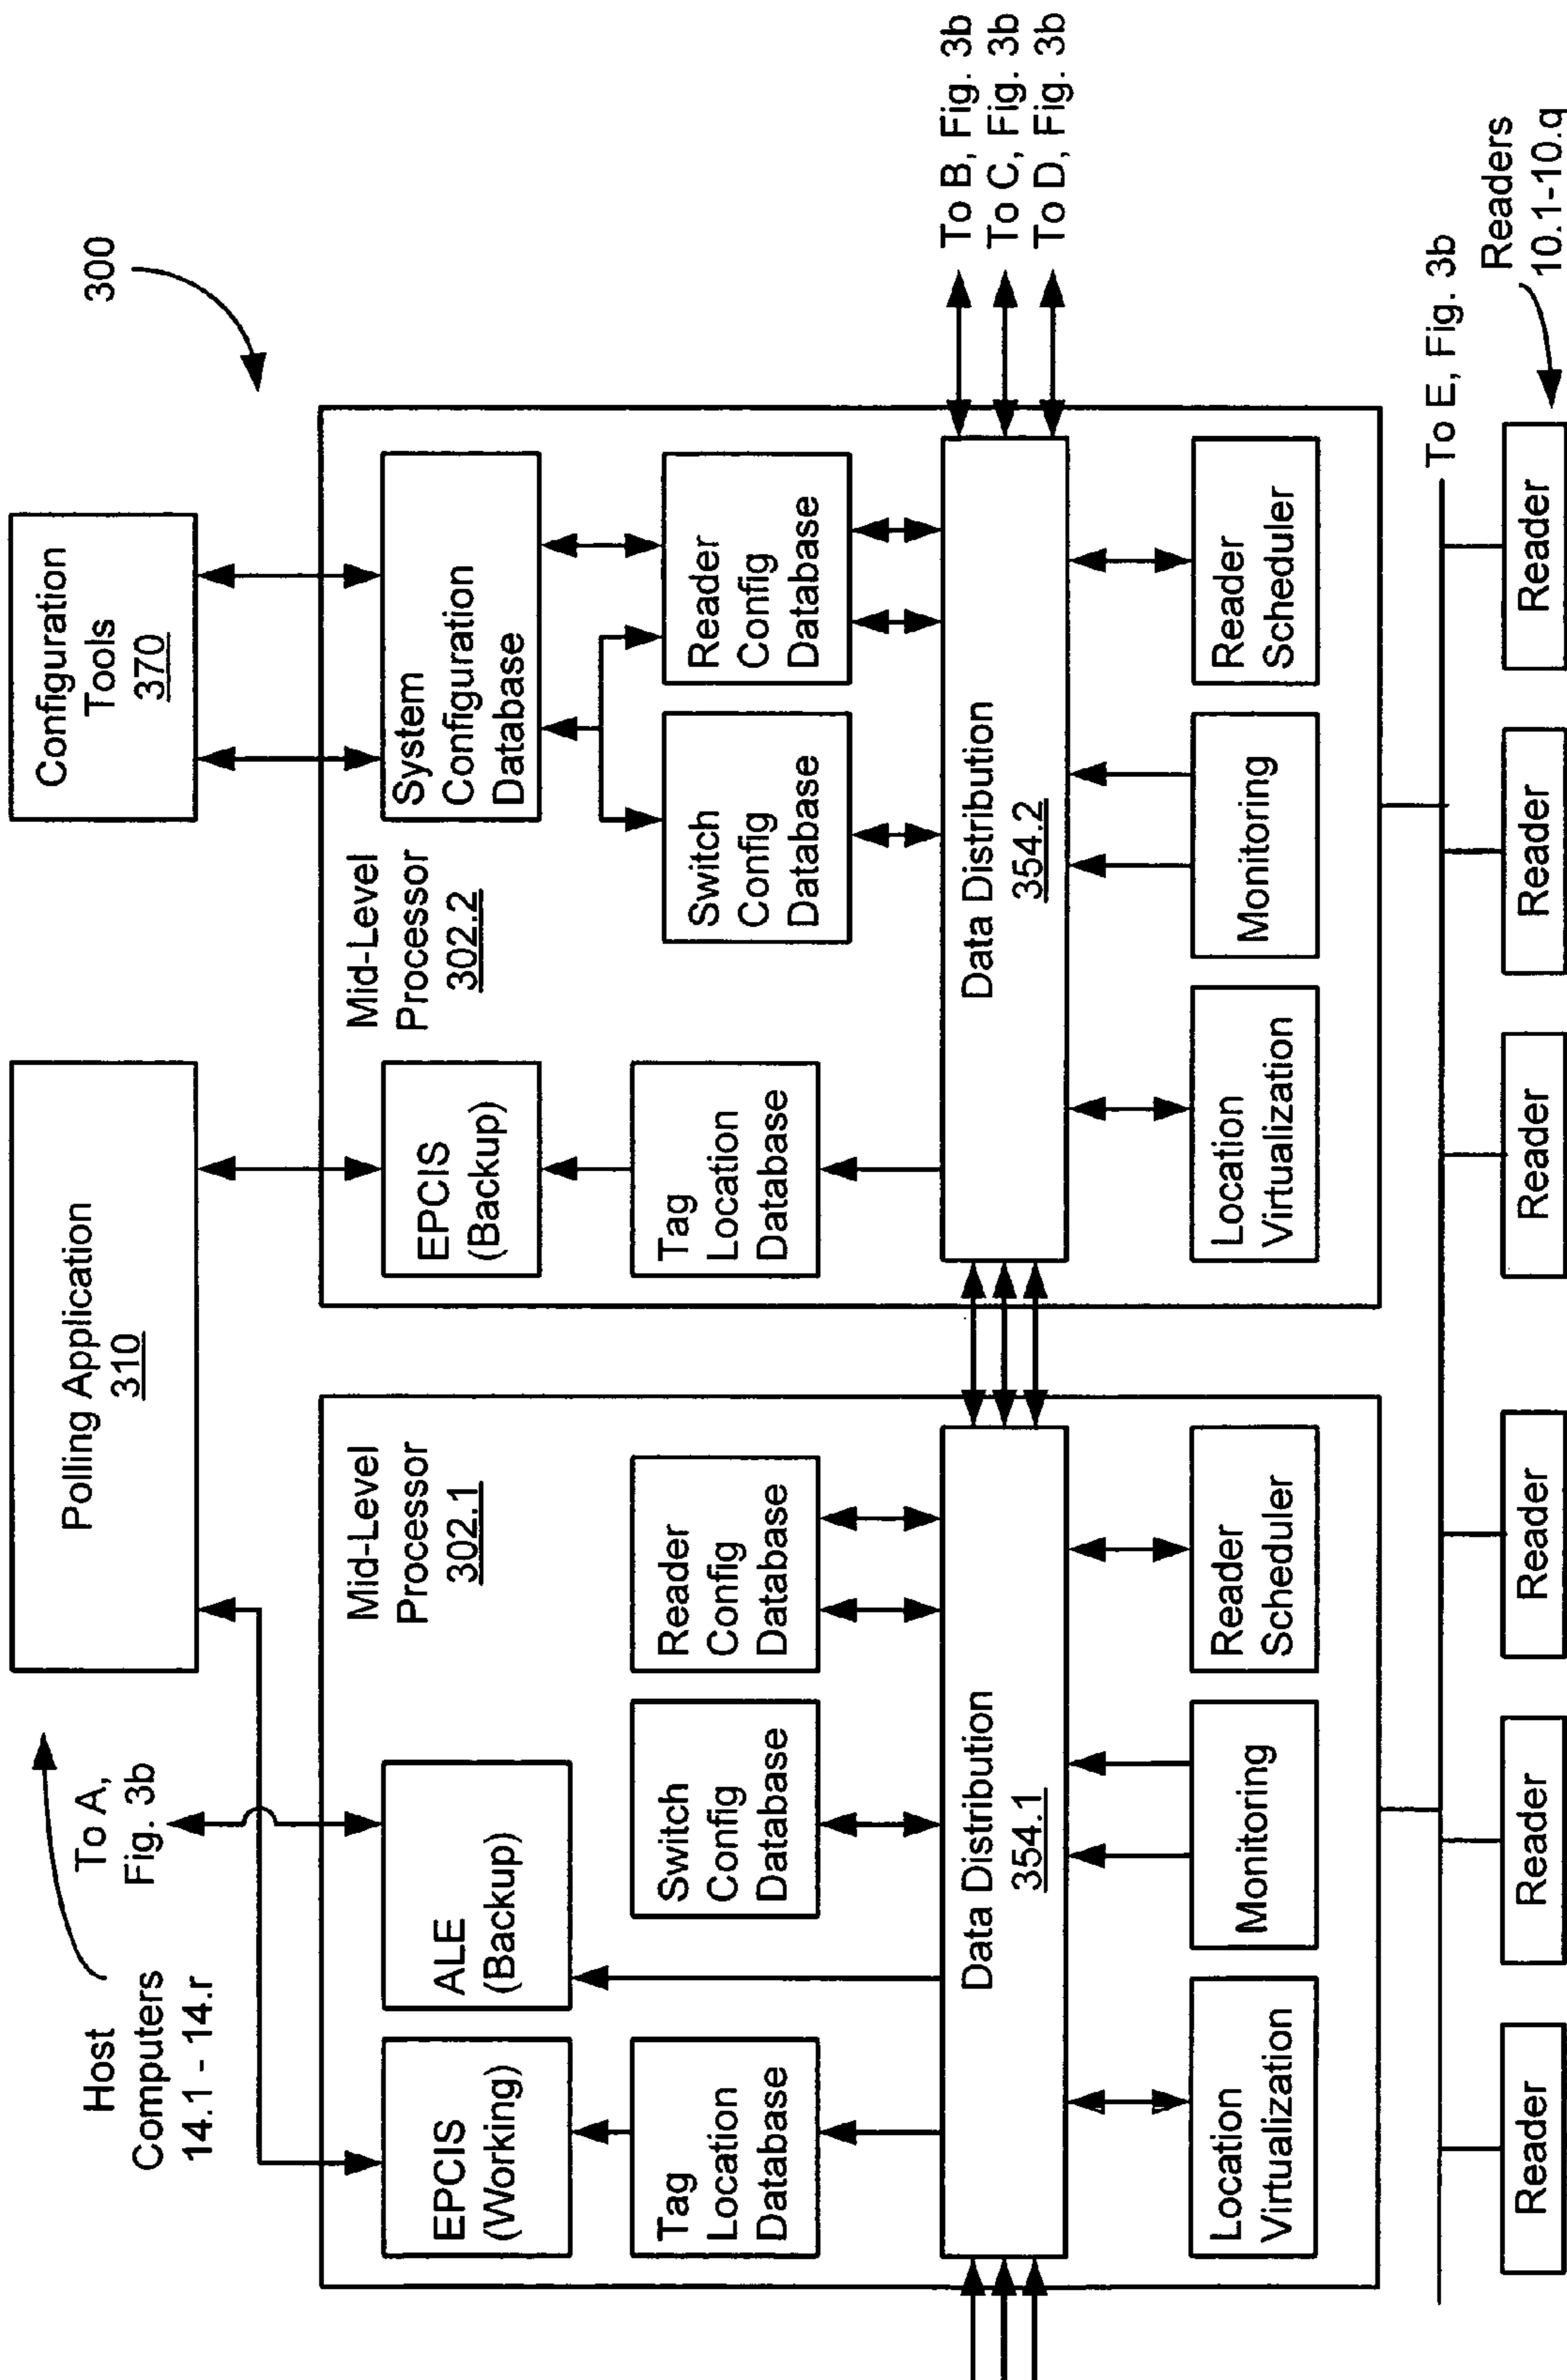 300
Host
Computers
14.1 - 14.r
To A,
Fig. 3b
Polling Application
310
Configuration
Tools
370
Mid-Level
Processor
302.1
EPCIS
(Working)
ALE
(Backup)
Tag
Location
Database
Switch
Config
Database
Reader
Config
Database
Data Distribution
354.1
Location
Virtualization
Monitoring
Reader
Scheduler
Mid-Level
Processor
302.2
EPCIS
(Backup)
System
Configuration
Database
Tag
Location
Database
Switch
Config
Database
Reader
Config
Database
Data Distribution
354.2
Location
Virtualization
Monitoring
Reader
Scheduler
To B, Fig. 3b
To C, Fig. 3b
To D, Fig. 3b
To E, Fig. 3b
Readers
10.1-10.q
Reader
Reader
Reader
Reader
Reader
Reader